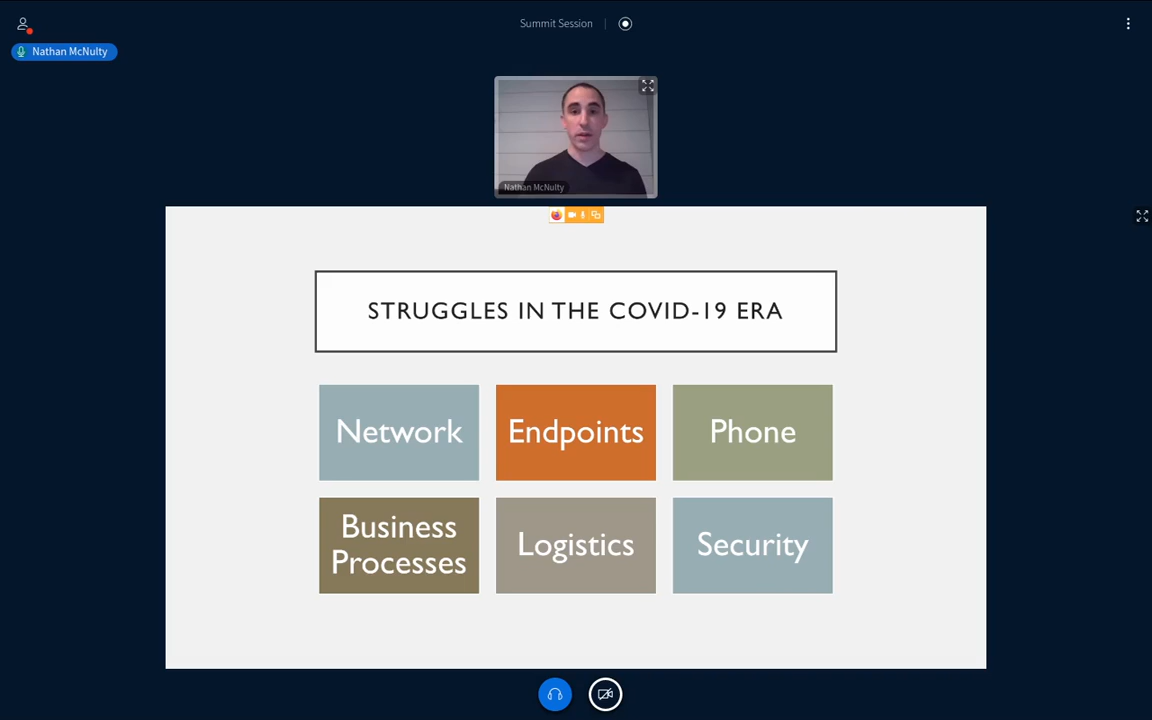 Summit Session
Nathan McNulty
Nathan McNulty
STRUGGLES IN THE COVID-19 ERA
Network
Endpoints
Phone
Business
Processes
Logistics
Security